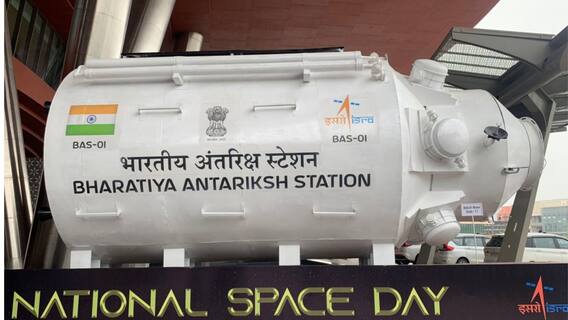 BAS-01
इसरो isro
BAS-01
भारतीय अंतरिक्ष स्टेशन
BHARATIYA ANTARIKSH STATION
NATIONAL SPACE DAY
इसरो isro